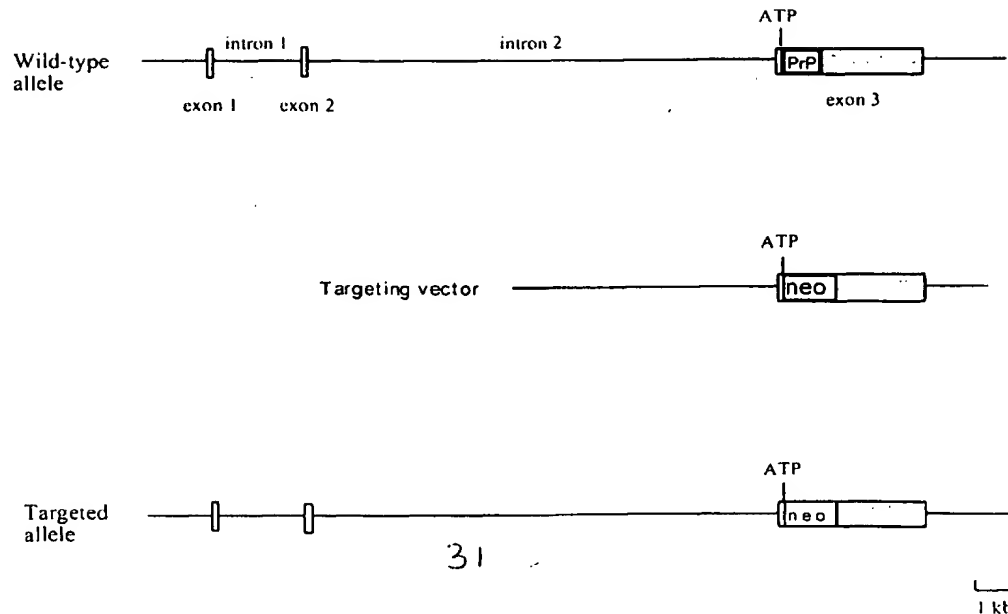 ATP
intron 1
intron 2
Wild-type
allele
PrP
exon 1
exon 2
exon 3
ATP
Targeting vector
neo
ATP
Targeted
allele
neo
31
1 kb